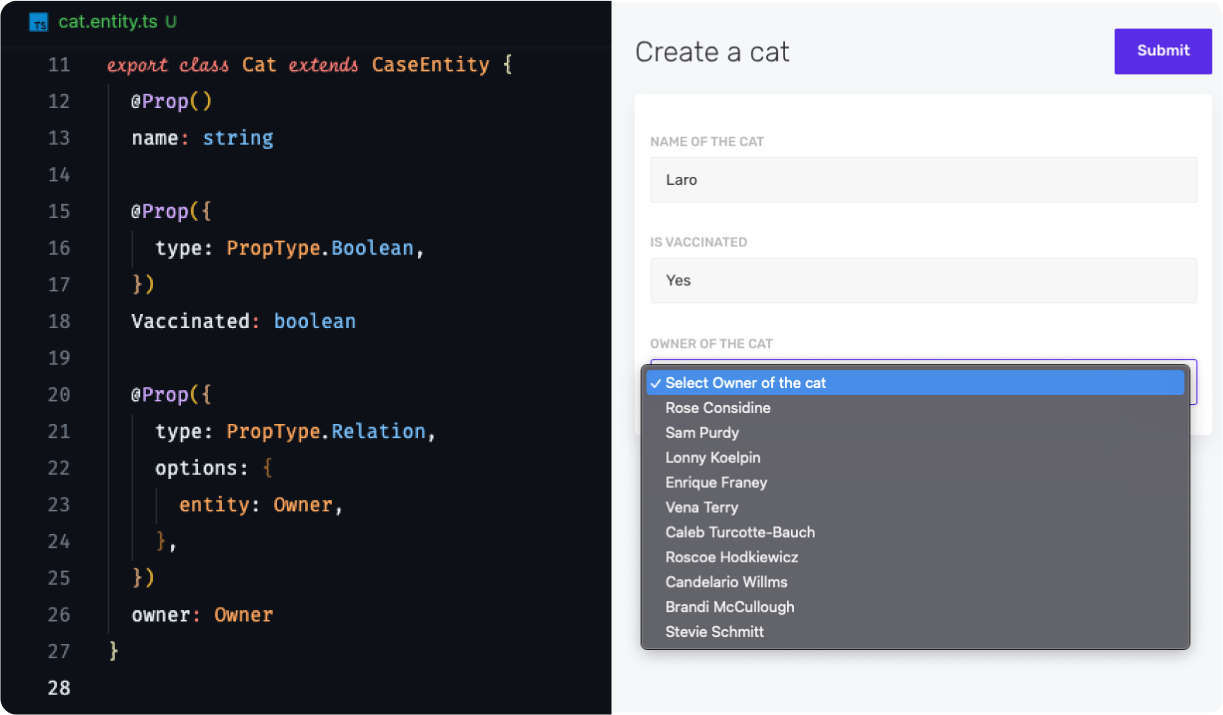 TS cat.entity.ts U
11 export class Cat extends CaseEntity {
12 @Prop()
13 name: string
14
15 @Prop({
16 type: PropType.Boolean,
17 })
18 Vaccinated: boolean
19
20 @Prop({
21 type: PropType.Relation,
22 options: {
23 entity: Owner,
24 },
25 })
26 owner: Owner
27 }
28
Create a cat
Submit
NAME OF THE CAT
Laro
IS VACCINATED
Yes
OWNER OF THE CAT
✓ Select Owner of the cat
Rose Considine
Sam Purdy
Lonny Koelpin
Enrique Franey
Vena Terry
Caleb Turcotte-Bauch
Roscoe Hodkiewicz
Candelario Willms
Brandi McCullough
Stevie Schmitt